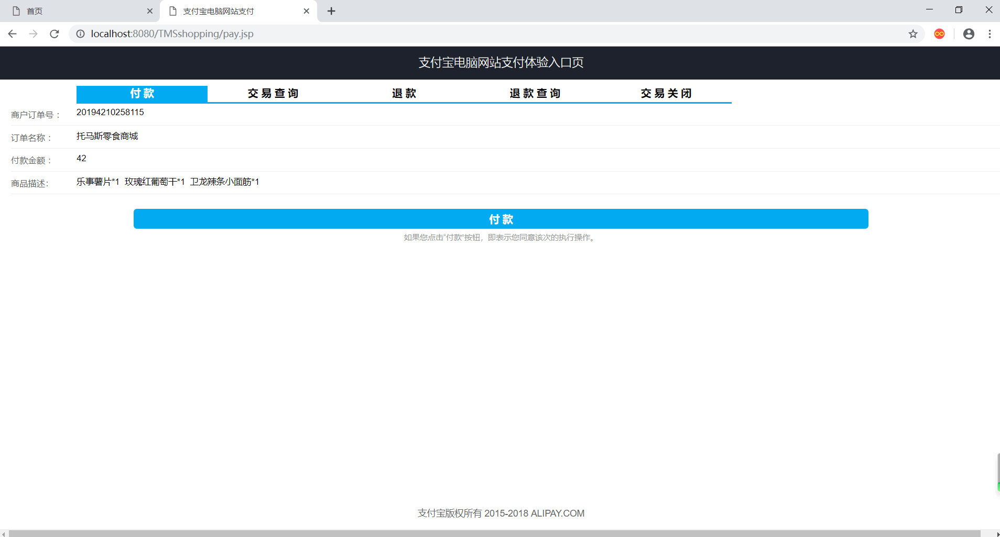 首页
支付宝电脑网站支付
localhost:8080/TMSshopping/pay.jsp
支付宝电脑网站支付体验入口页
付 款 交 易 查 询 退 款 退 款 查 询 交 易 关 闭
商户订单号： 20194210258115
订单名称： 托马斯零食商城
付款金额： 42
商品描述： 乐事薯片*1 玫瑰红葡萄干*1 卫龙辣条小面筋*1
付 款
如果您点击“付款”按钮，即表示您同意该次的执行操作。
支付宝版权所有 2015-2018 ALIPAY.COM